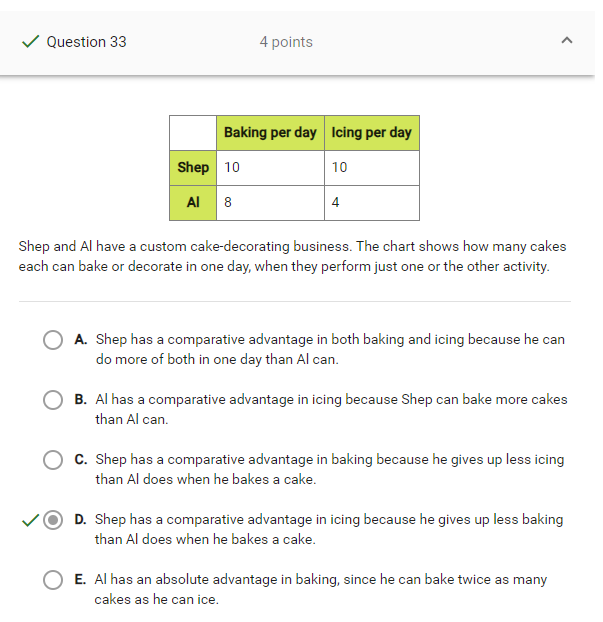 Question 33 4 points
Baking per day Icing per day
Shep 10 10
Al 8 4
Shep and Al have a custom cake-decorating business. The chart shows how many cakes
each can bake or decorate in one day, when they perform just one or the other activity.
A. Shep has a comparative advantage in both baking and icing because he can
do more of both in one day than Al can.
B. Al has a comparative advantage in icing because Shep can bake more cakes
than Al can.
C. Shep has a comparative advantage in baking because he gives up less icing
than Al does when he bakes a cake.
D. Shep has a comparative advantage in icing because he gives up less baking
than Al does when he bakes a cake.
E. Al has an absolute advantage in baking, since he can bake twice as many
cakes as he can ice.